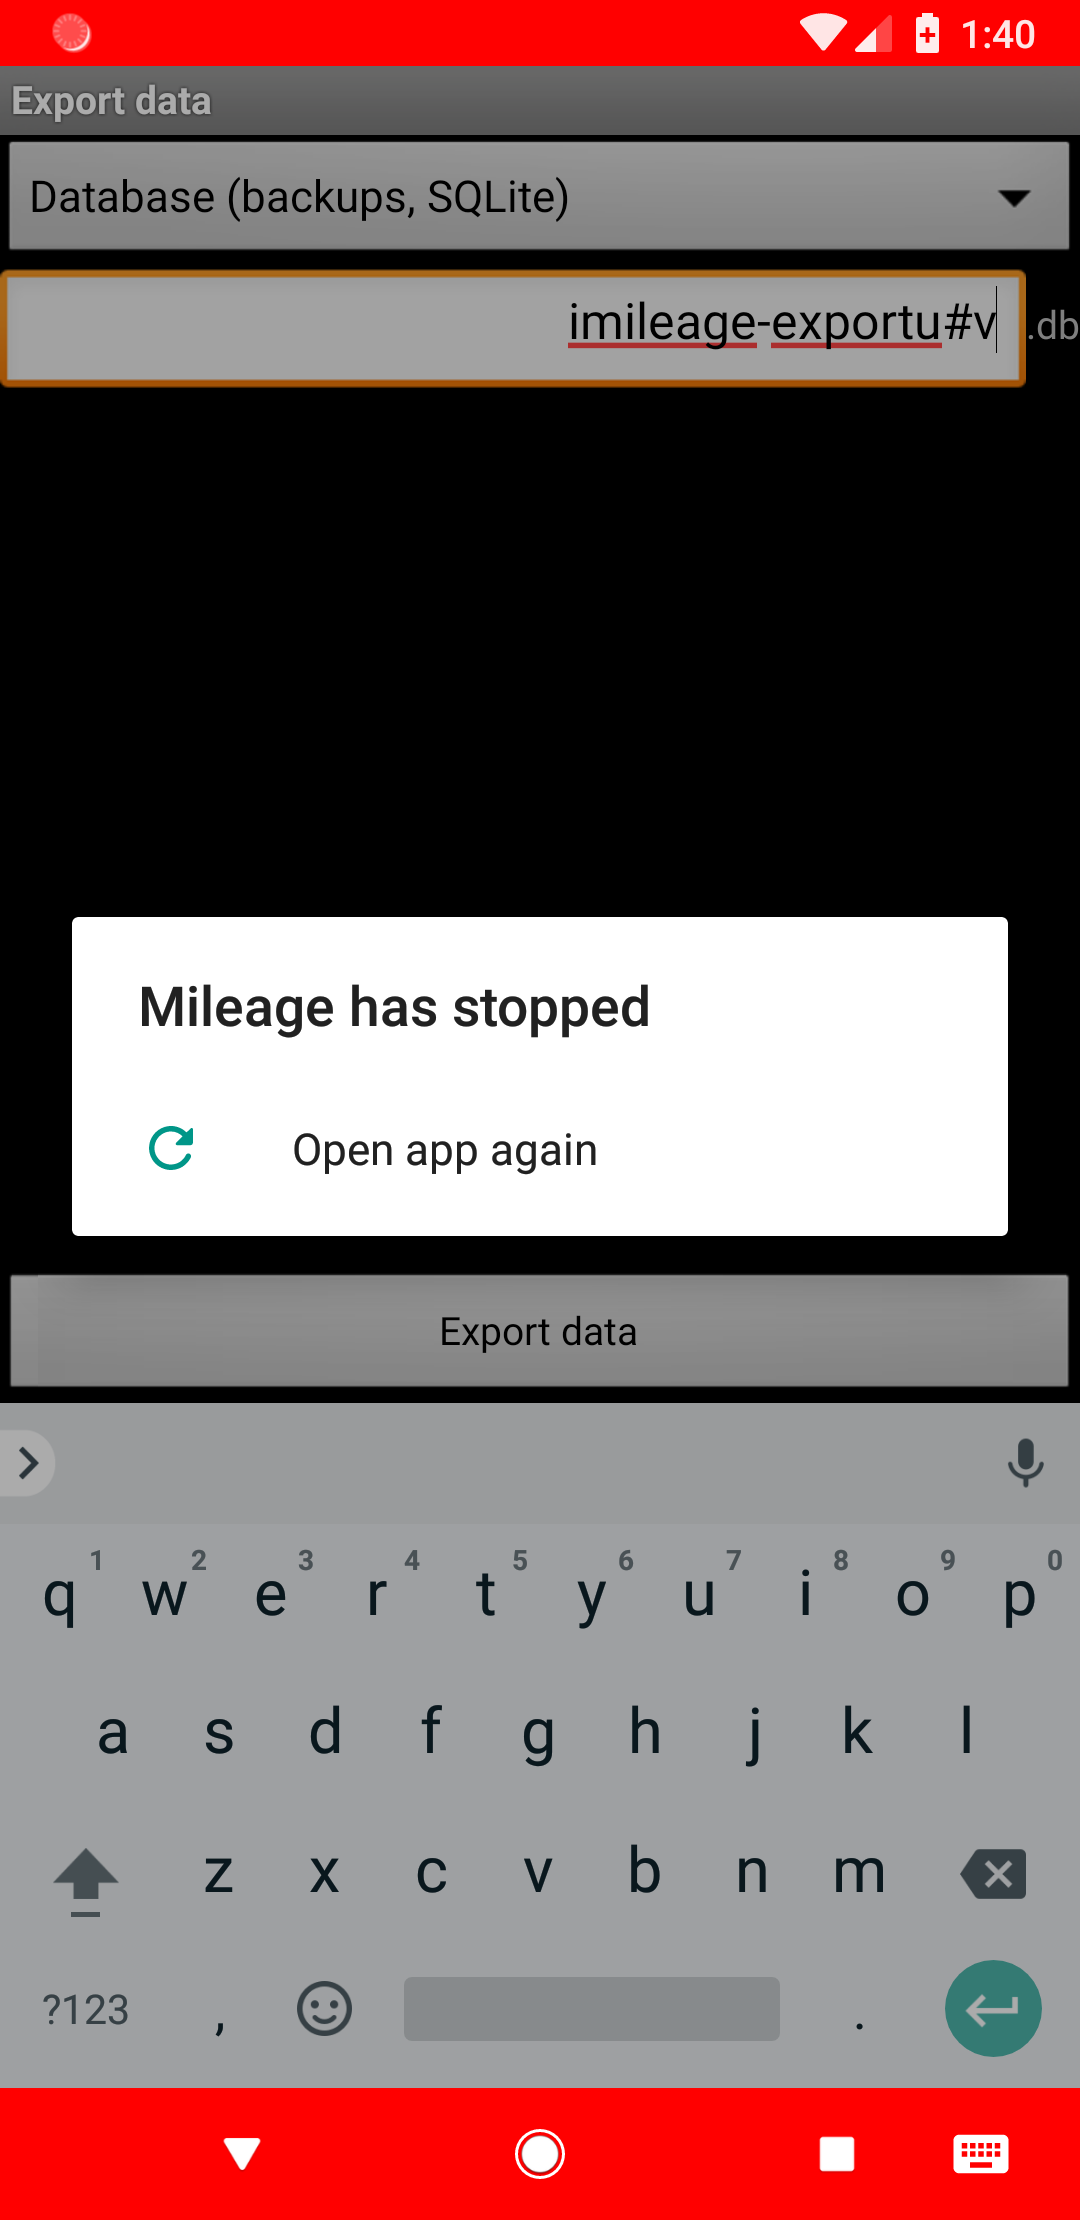 1:40
Export data
Database (backups, SQLite)
imileage-exportu#v .db
Mileage has stopped
Open app again
Export data
1 2 3 4 5 6 7 8 9 0
q w e r t y u i o p
a s d f g h j k l
z x c v b n m
?123 , .